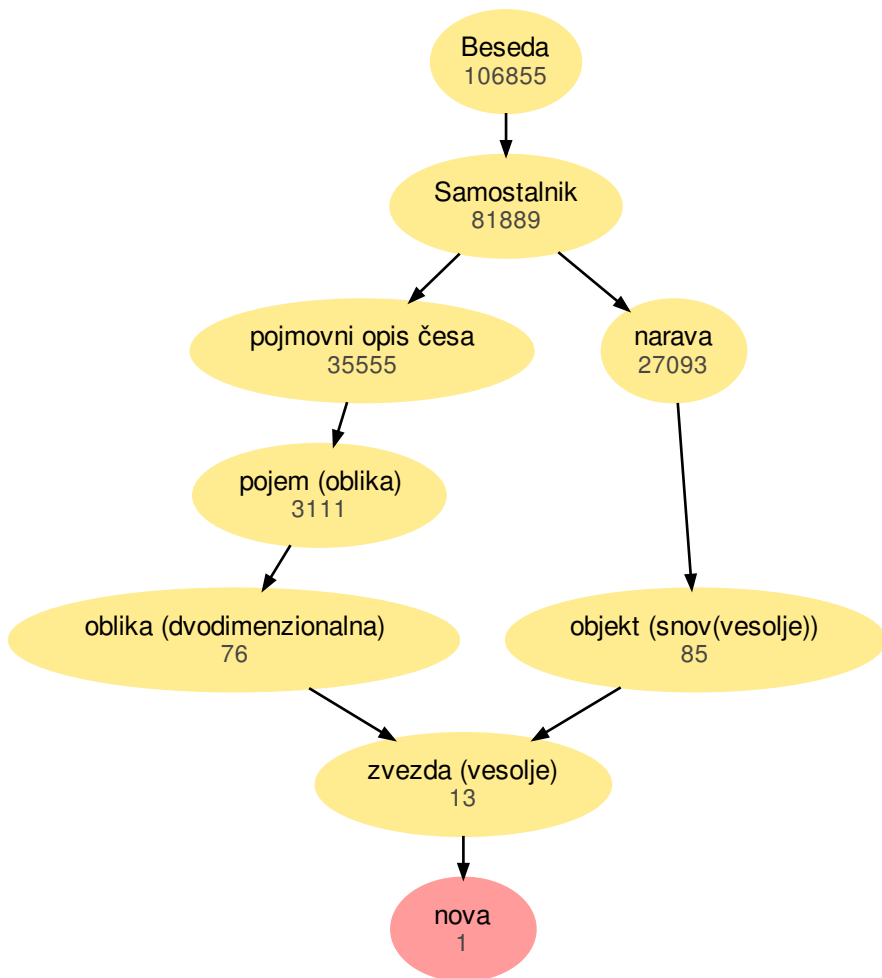 Beseda
106855
Samostalnik
81889
pojmovni opis česa
35555
narava
27093
pojem (oblika)
3111
oblika (dvodimenzionalna)
76
objekt (snov(vesolje))
85
zvezda (vesolje)
13
nova
1